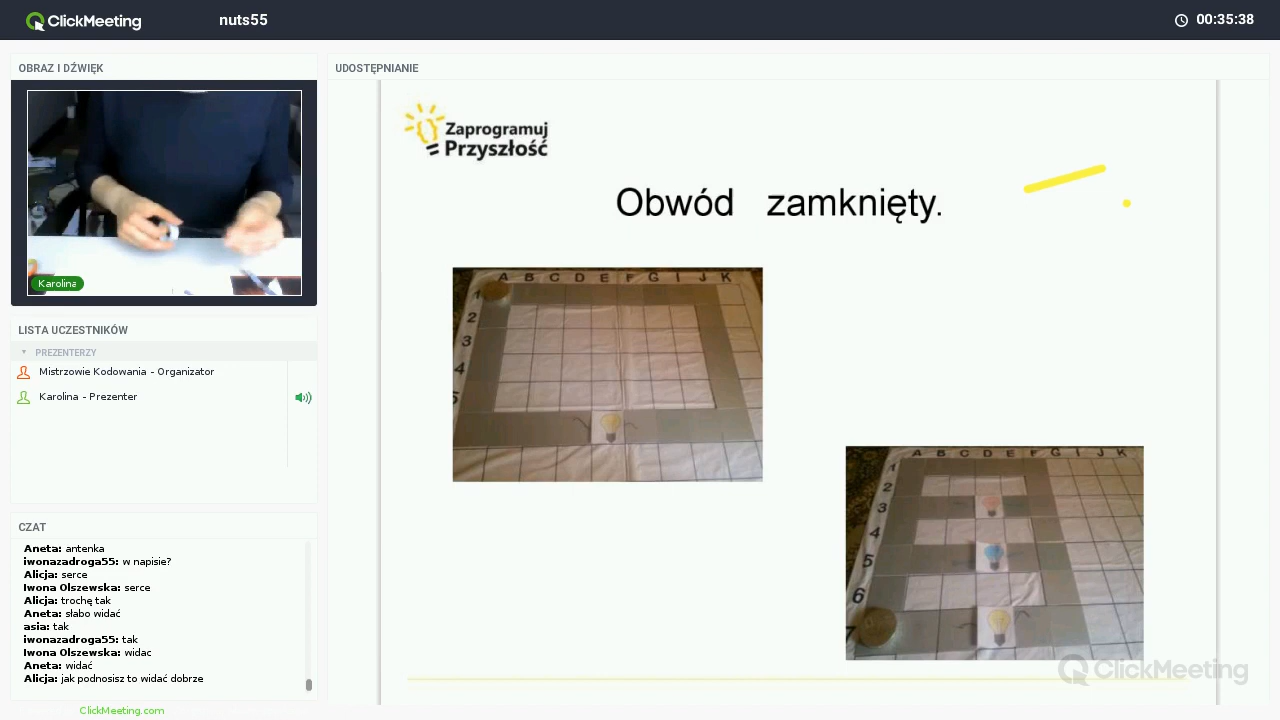 ClickMeeting
nuts55
00:35:38
OBRAZ I DŹWIĘK
UDOSTĘPNIANIE
Karolina
LISTA UCZESTNIKÓW
PREZENTERZY
Mistrzowie Kodowania - Organizator
Karolina - Prezenter
CZAT
Aneta: antenka
iwonazadroga55: w napisie?
Alicja: serce
Iwona Olszewska: serce
Alicja: trochę tak
Aneta: słabo widać
asia: tak
iwonazadroga55: tak
Iwona Olszewska: widac
Aneta: widać
Alicja: jak podnosisz to widać dobrze
ClickMeeting.com
Zaprogramuj
Przyszłość
Obwód zamknięty.
A B C D E F G I J K
1
2
3
4
5
A B C D E F G I J K
1
2
3
4
5
6
7
ClickMeeting